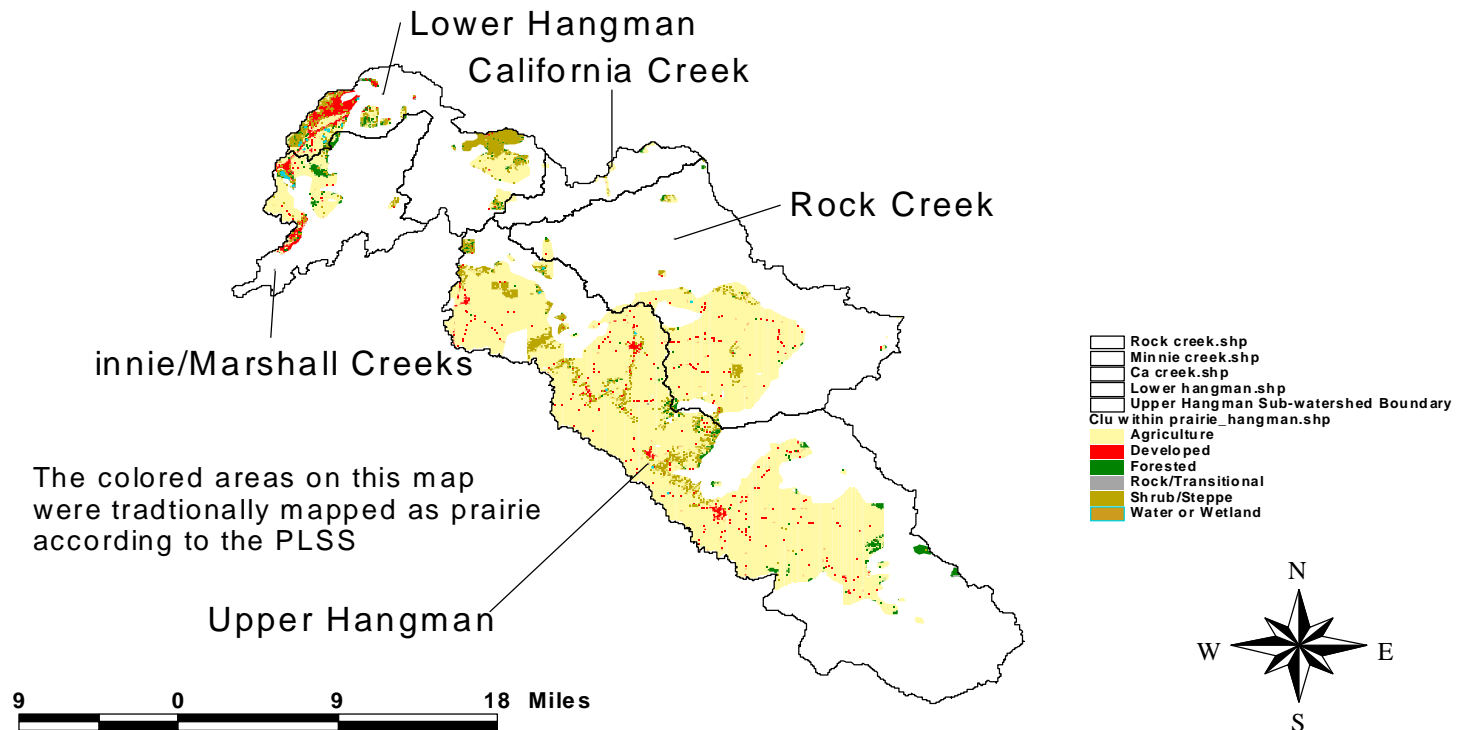 Lower Hangman
California Creek
Rock Creek
innie/Marshall Creeks
Rock creek.shp
Minnie creek.shp
Ca creek.shp
Lower hangman.shp
Upper Hangman Sub-watershed Boundary
Clu within prairie_hangman.shp
Agriculture
Developed
Forested
Rock/Transitional
Shrub/Steppe
Water or Wetland
The colored areas on this map
were tradtionally mapped as prairie
according to the PLSS
Upper Hangman
N
W E
S
9 0 9 18 Miles